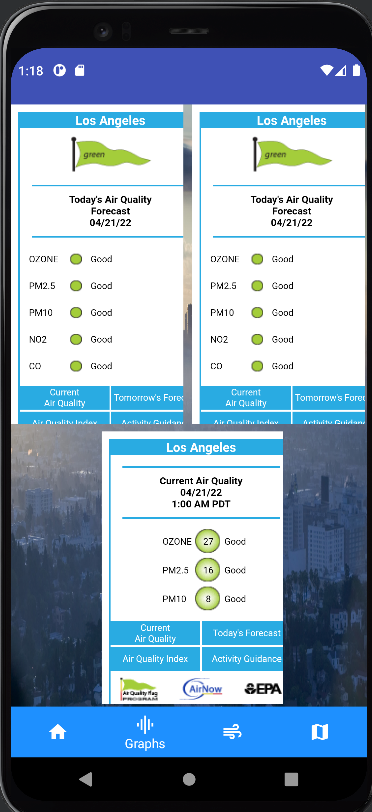 1:18
Los Angeles
green
Today's Air Quality
Forecast
04/21/22
OZONE Good
PM2.5 Good
PM10 Good
NO2 Good
CO Good
Current
Air Quality
Tomorrow's Forec
Air Quality Index
Activity Guidan
Los Angeles
green
Today's Air Quality
Forecast
04/21/22
OZONE Good
PM2.5 Good
PM10 Good
NO2 Good
CO Good
Current
Air Quality
Tomorrow's Forec
Air Quality Index
Activity Guidan
Los Angeles
Current Air Quality
04/21/22
1:00 AM PDT
OZONE 27 Good
PM2.5 16 Good
PM10 8 Good
Current
Air Quality
Today's Forecast
Air Quality Index
Activity Guidance
Air Quality Flag
PROGRAM
AirNow
EPA
Graphs